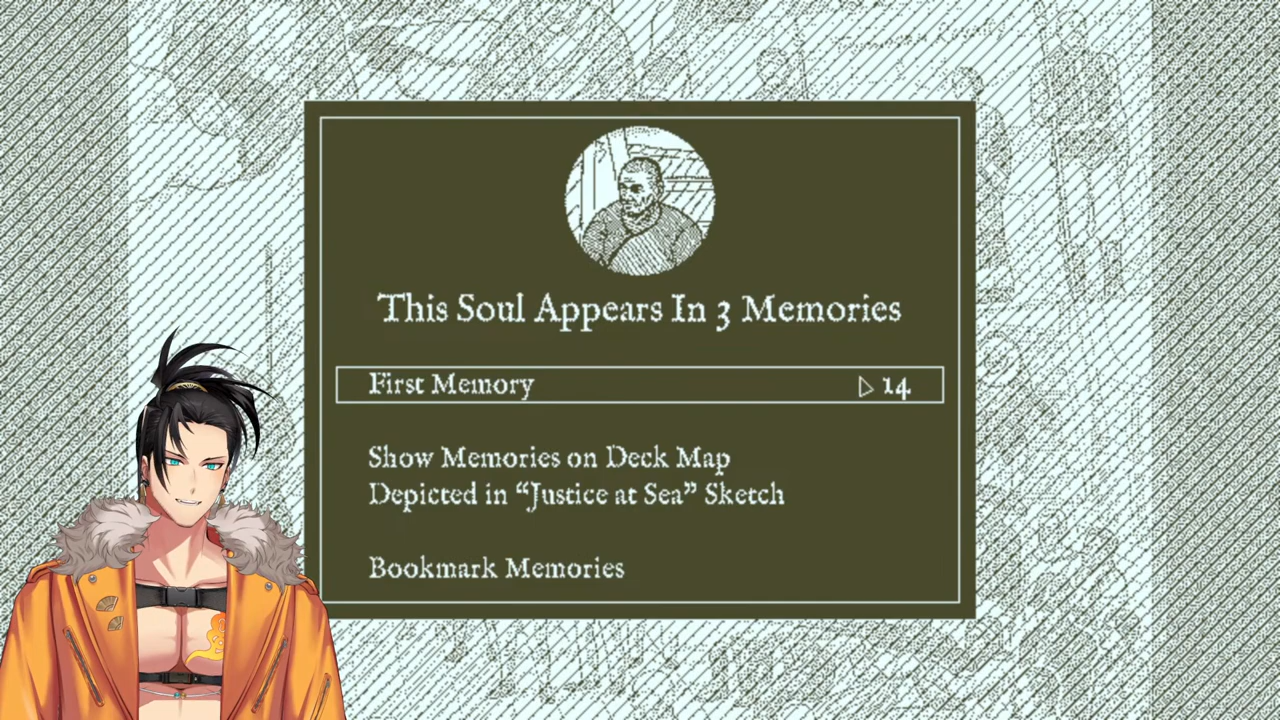 This Soul Appears In 3 Memories
First Memory ▷ 14
Show Memories on Deck Map
Depicted in “Justice at Sea” Sketch
Bookmark Memories